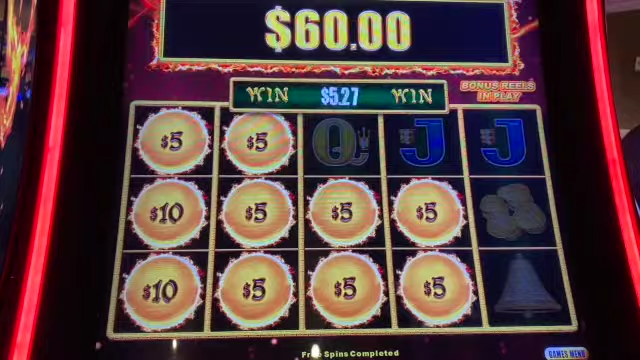 $60.00
WIN $5.27 WIN
BONUS REELS
IN PLAY
$5 $5 Q J J
$10 $5 $5 $5
$10 $5 $5 $5
Free Spins Completed
GAMES MENU